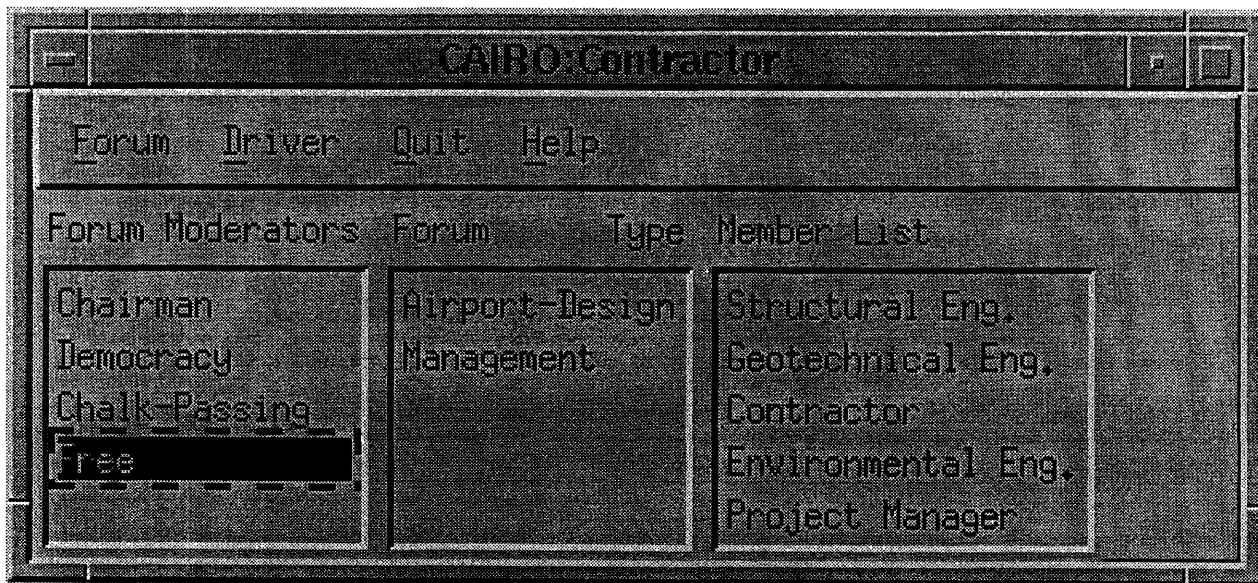 CAIRO:Contractor
Forum Driver Quit Help
Forum Moderators Forum Type Member List
Chairman
Democracy
Chalk-Passing
Free
Airport-Design
Management
Structural Eng.
Geotechnical Eng.
Contractor
Environmental Eng.
Project Manager